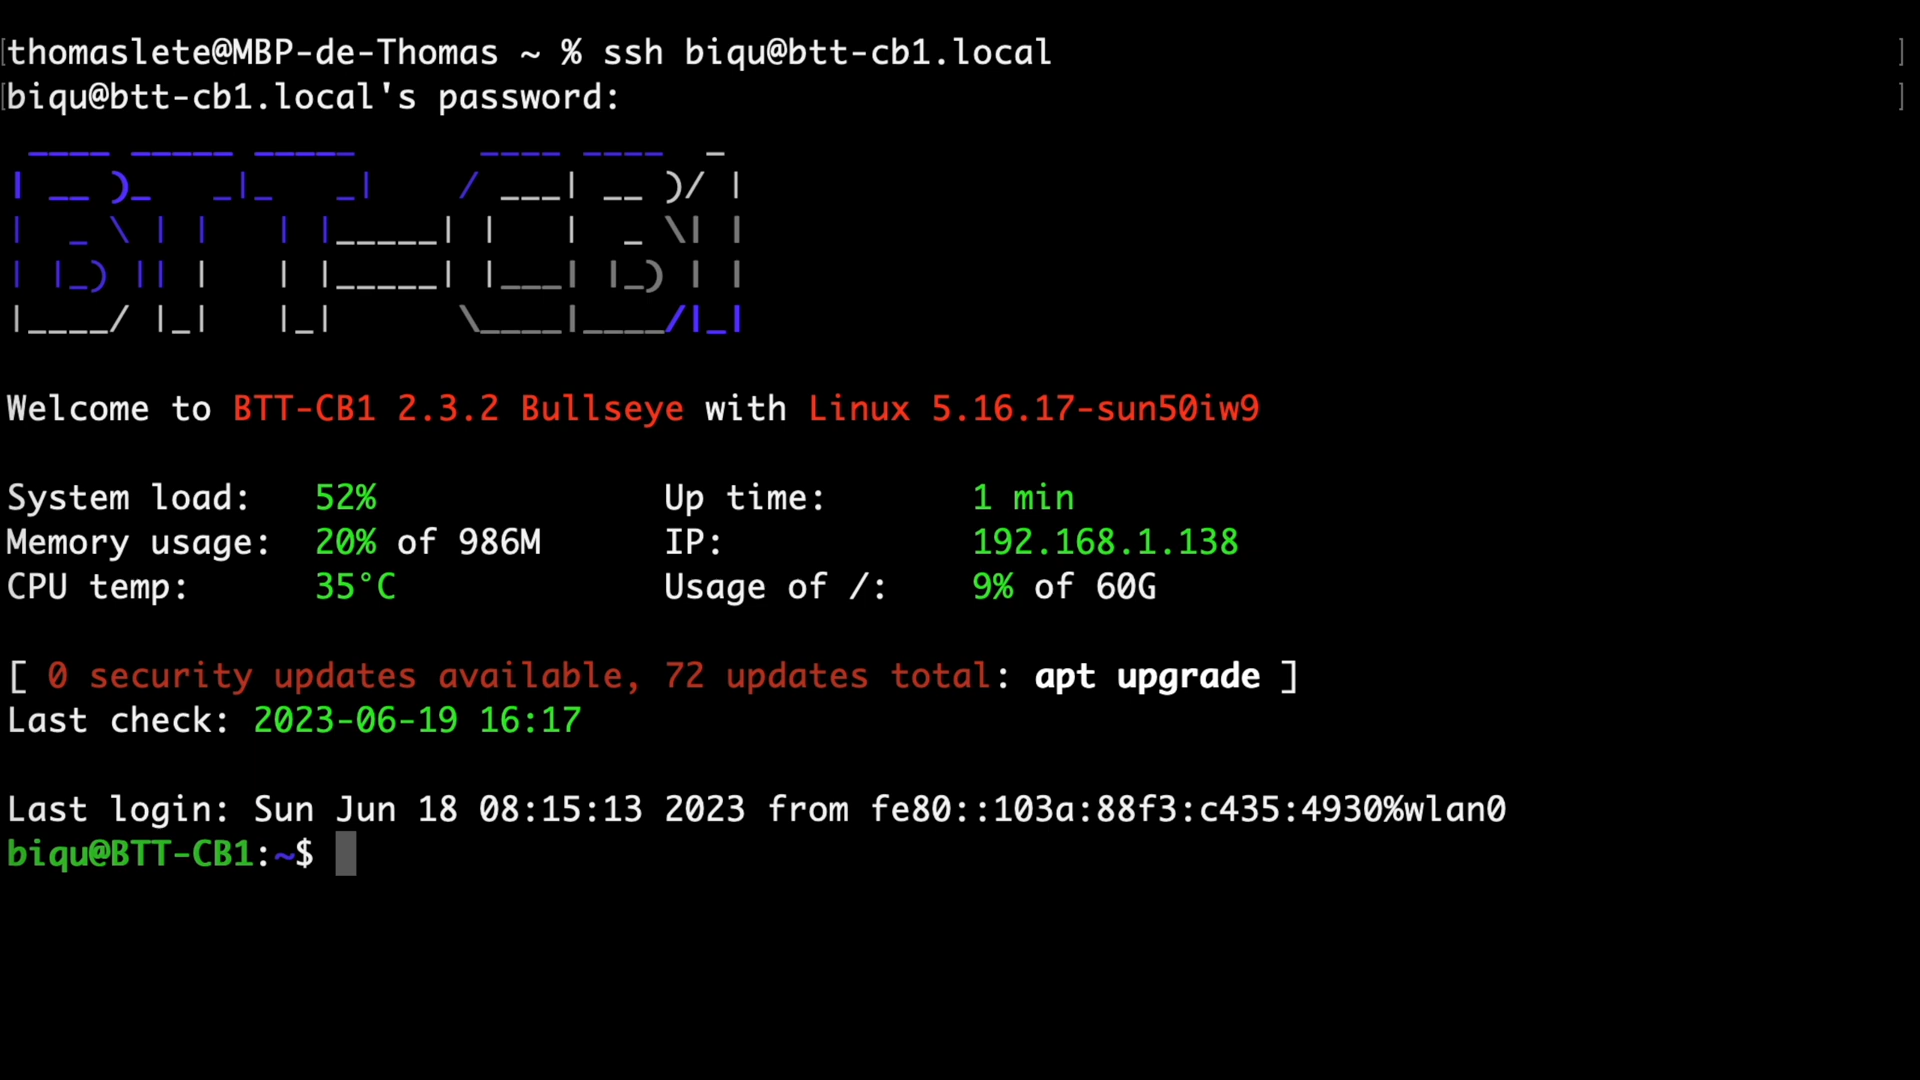 [thomaslete@MBP-de-Thomas ~ % ssh biqu@btt-cb1.local ]
[biqu@btt-cb1.local's password: ]
BTT-CB1
Welcome to BTT-CB1 2.3.2 Bullseye with Linux 5.16.17-sun50iw9
System load: 52% Up time: 1 min
Memory usage: 20% of 986M IP: 192.168.1.138
CPU temp: 35°C Usage of /: 9% of 60G
[ 0 security updates available, 72 updates total: apt upgrade ]
Last check: 2023-06-19 16:17
Last login: Sun Jun 18 08:15:13 2023 from fe80::103a:88f3:c435:4930%wlan0
biqu@BTT-CB1:~$